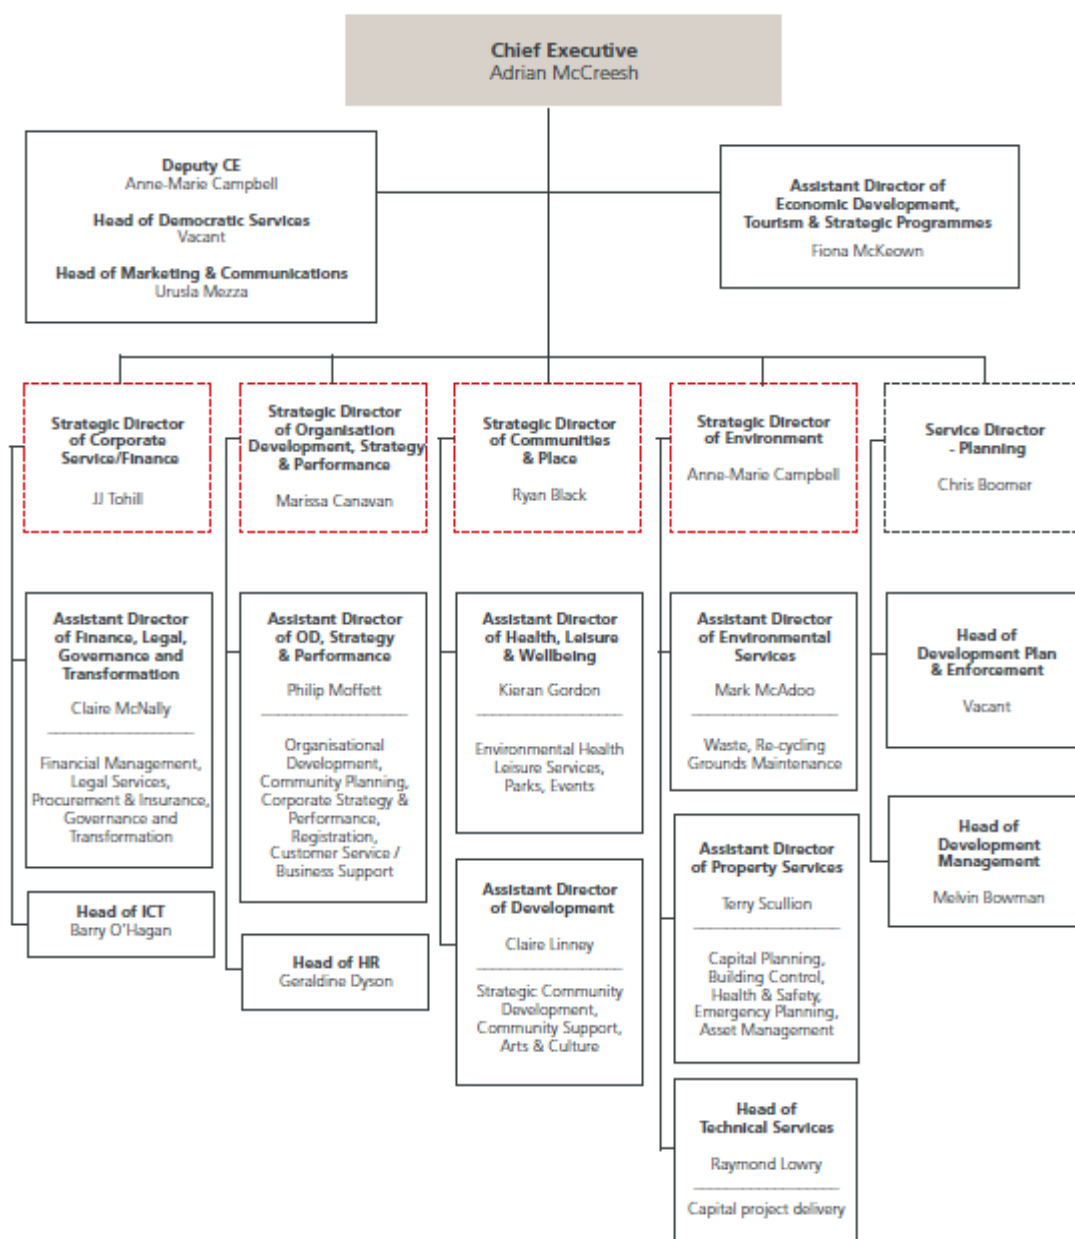 Chief Executive
Adrian McCreesh
Deputy CE
Anne-Marie Campbell
Head of Democratic Services
Vacant
Head of Marketing & Communications
Urusla Mezza
Assistant Director of
Economic Development,
Tourism & Strategic Programmes
Fiona McKeown
Strategic Director
of Corporate
Service/Finance
JJ Tohill
Strategic Director
of Organisation
Development, Strategy
& Performance
Marissa Canavan
Strategic Director
of Communities
& Place
Ryan Black
Strategic Director
of Environment
Anne-Marie Campbell
Service Director
- Planning
Chris Boomer
Assistant Director
of Finance, Legal,
Governance and
Transformation
Claire McNally
Financial Management,
Legal Services,
Procurement & Insurance,
Governance and
Transformation
Head of ICT
Barry O'Hagan
Assistant Director
of OD, Strategy
& Performance
Philip Moffett
Organisational
Development,
Community Planning,
Corporate Strategy &
Performance,
Registration,
Customer Service /
Business Support
Head of HR
Geraldine Dyson
Assistant Director
of Health, Leisure
& Wellbeing
Kieran Gordon
Environmental Health
Leisure Services,
Parks, Events
Assistant Director
of Development
Claire Linney
Strategic Community
Development,
Community Support,
Arts & Culture
Assistant Director
of Environmental
Services
Mark McAdoo
Waste, Re-cycling
Grounds Maintenance
Assistant Director
of Property Services
Terry Scullion
Capital Planning,
Building Control,
Health & Safety,
Emergency Planning,
Asset Management
Head of
Technical Services
Raymond Lowry
Capital project delivery
Head of
Development Plan
& Enforcement
Vacant
Head of
Development
Management
Melvin Bowman